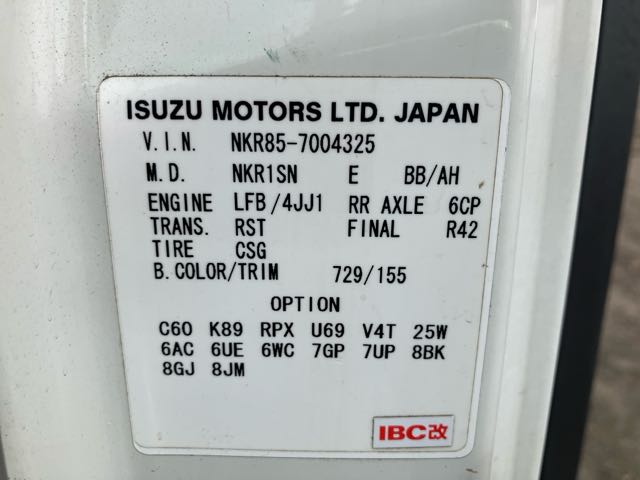 ISUZU MOTORS LTD. JAPAN
V.I.N. NKR85-7004325
M.D. NKR1SN E BB/AH
ENGINE LFB/4JJ1 RR AXLE 6CP
TRANS. RST FINAL R42
TIRE CSG
B.COLOR/TRIM 729/155
OPTION
C60 K89 RPX U69 V4T 25W
6AC 6UE 6WC 7GP 7UP 8BK
8GJ 8JM
IBC改